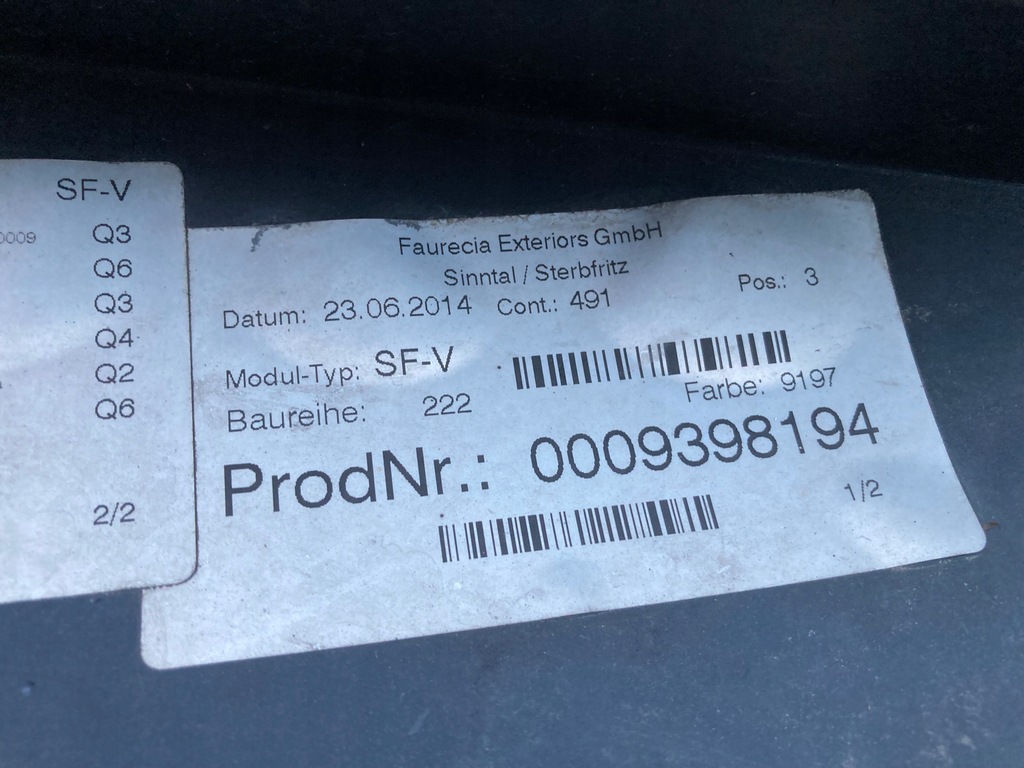 SF-V
0009 Q3
Q6
Q3
Q4
Q2
Q6
2/2
Faurecia Exteriors GmbH
Sinntal / Sterbfritz
Datum: 23.06.2014 Cont.: 491 Pos.: 3
Modul-Typ: SF-V
Baureihe: 222 Farbe: 9197
ProdNr.: 0009398194
1/2